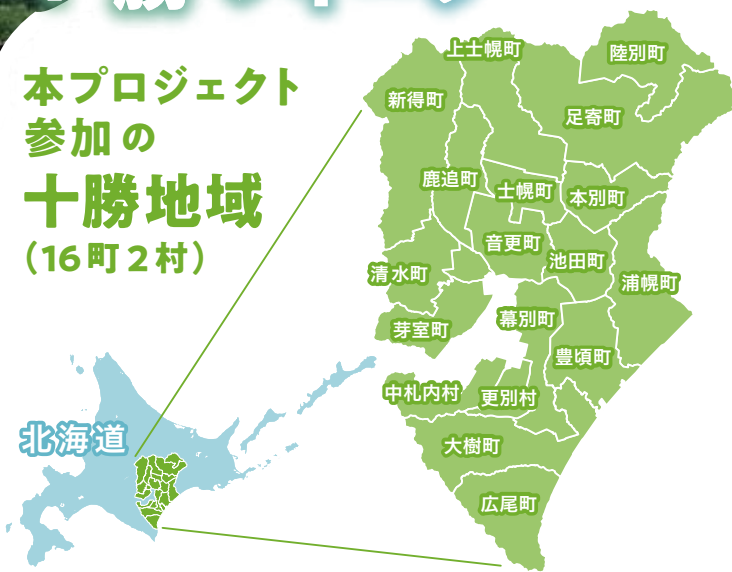 本プロジェクト
参加の
十勝地域
(16町2村)
北海道
上士幌町
陸別町
新得町
足寄町
鹿追町
士幌町
本別町
音更町
池田町
清水町
浦幌町
芽室町
幕別町
豊頃町
中札内村
更別村
大樹町
広尾町